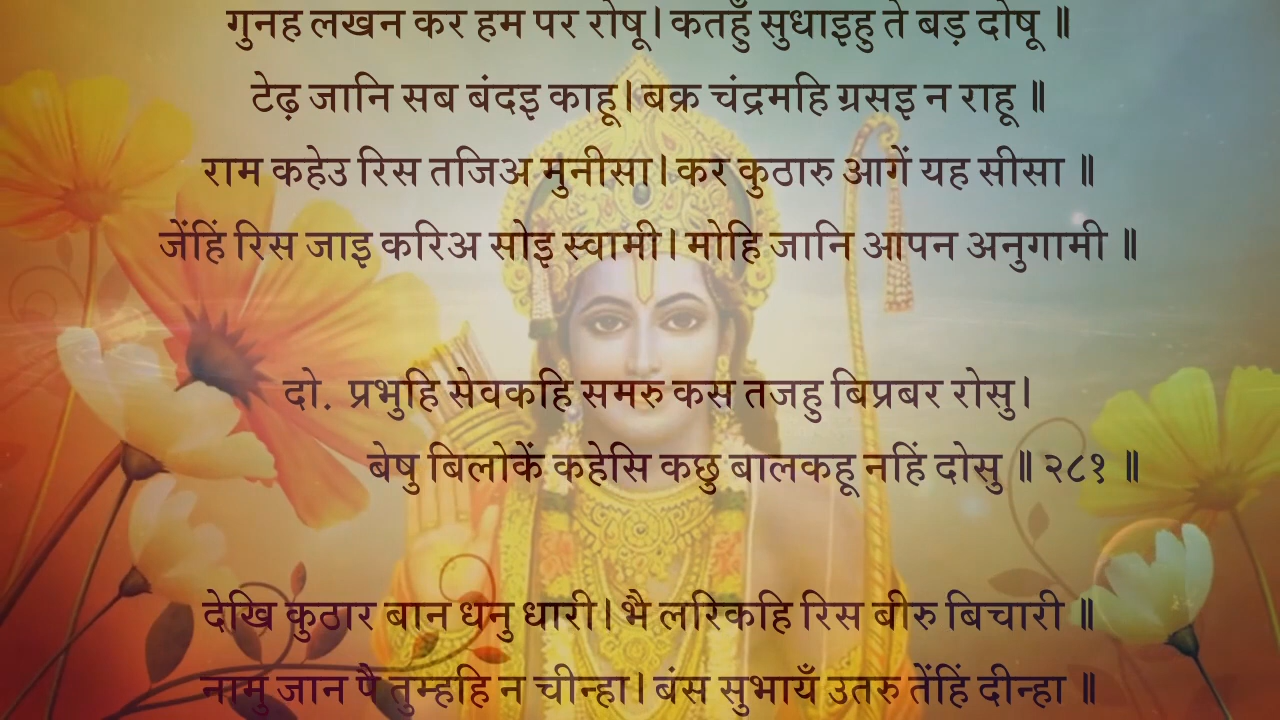 गुनह लखन कर हम पर रोषू। कतहुँ सुधाइहु ते बड़ दोषू ॥
टेढ़ जानि सब बंदइ काहू। बक्र चंद्रमहि ग्रसइ न राहू ॥
राम कहेउ रिस तजिअ मुनीसा। कर कुठारु आगें यह सीसा ॥
जेंहिं रिस जाइ करिअ सोइ स्वामी। मोहि जानि आपन अनुगामी ॥
दो. प्रभुहि सेवकहि समरु कस तजहु बिप्रबर रोसु।
बेषु बिलोकें कहेसि कछु बालकहू नहिं दोसु ॥ २८१ ॥
देखि कुठार बान धनु धारी। भै लरिकहि रिस बीरु बिचारी ॥
नामु जान पै तुम्हहि न चीन्हा। बंस सुभायँ उतरु तेंहिं दीन्हा ॥